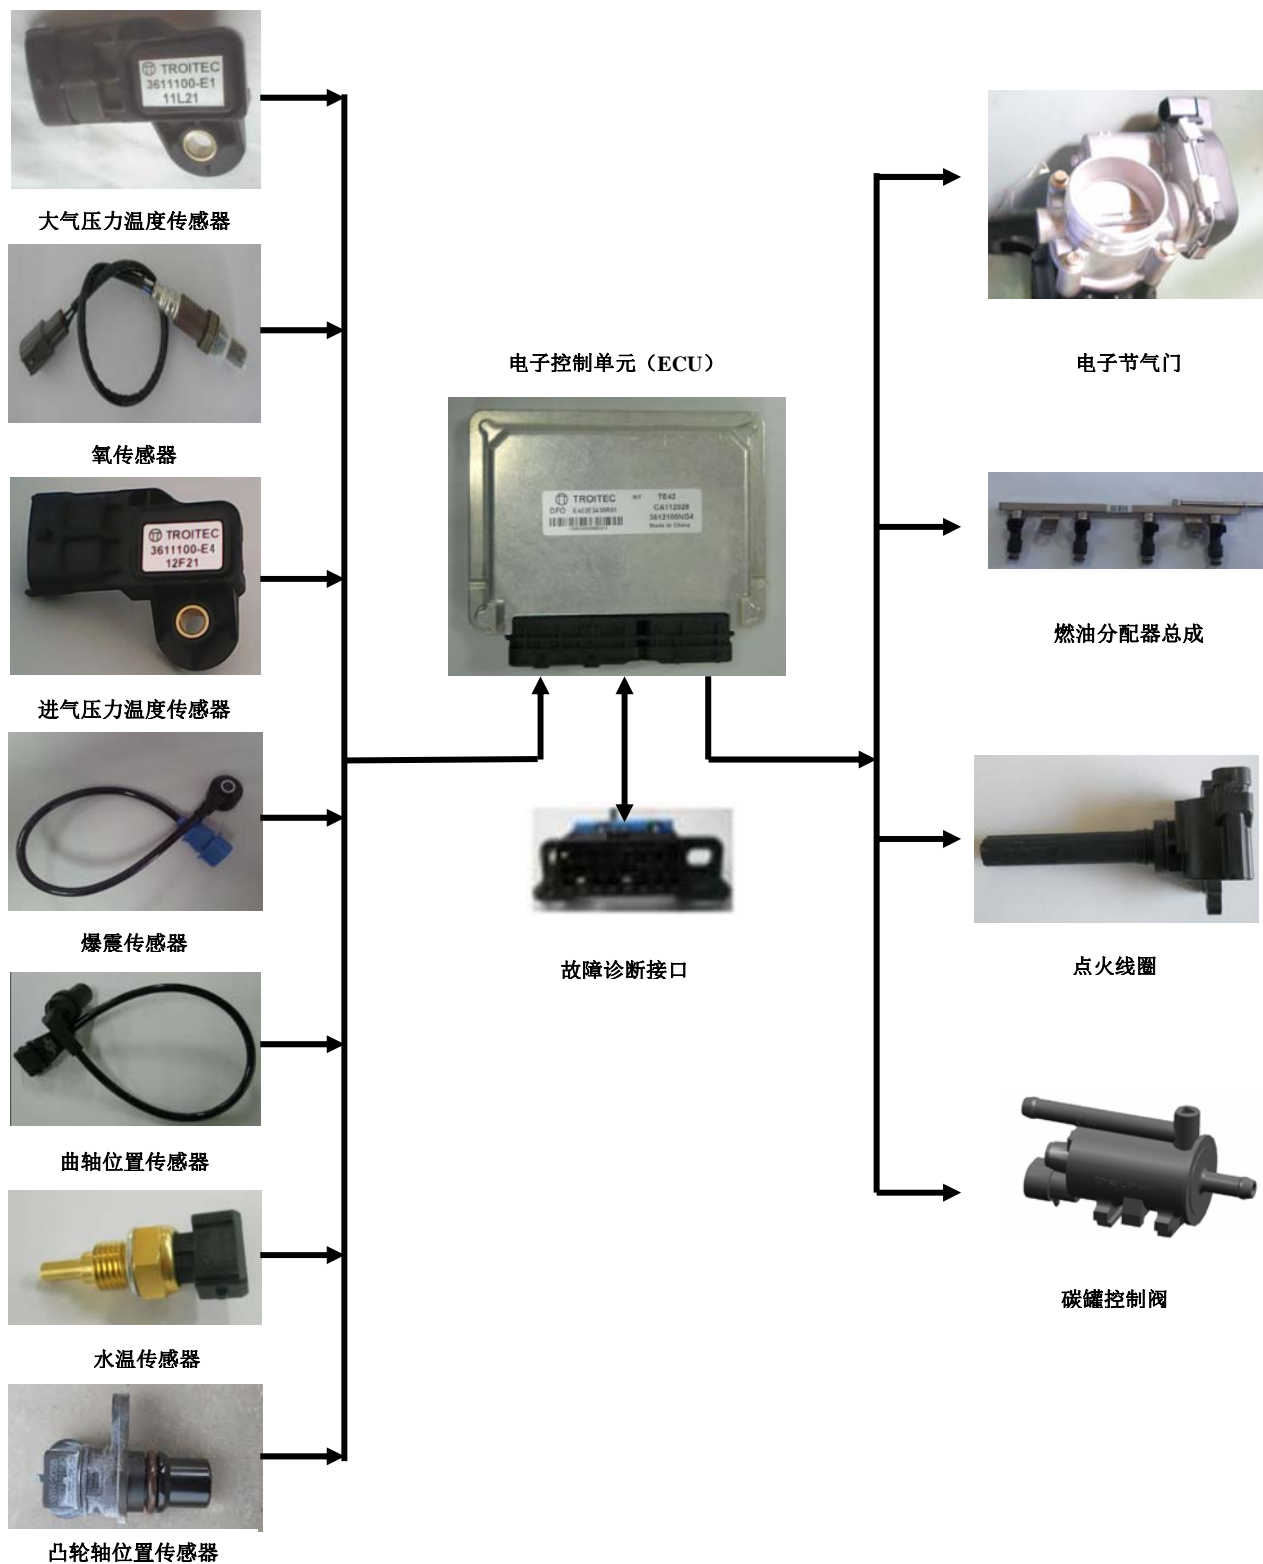 TROITEC
3611100-E1
11L21
大气压力温度传感器
氧传感器
TROITEC
3611100-E4
12F21
进气压力温度传感器
爆震传感器
曲轴位置传感器
水温传感器
凸轮轴位置传感器
电子控制单元（ECU）
TROITEC
TE42
CA112028
3612100NG4
Made in China
故障诊断接口
电子节气门
燃油分配器总成
点火线圈
碳罐控制阀